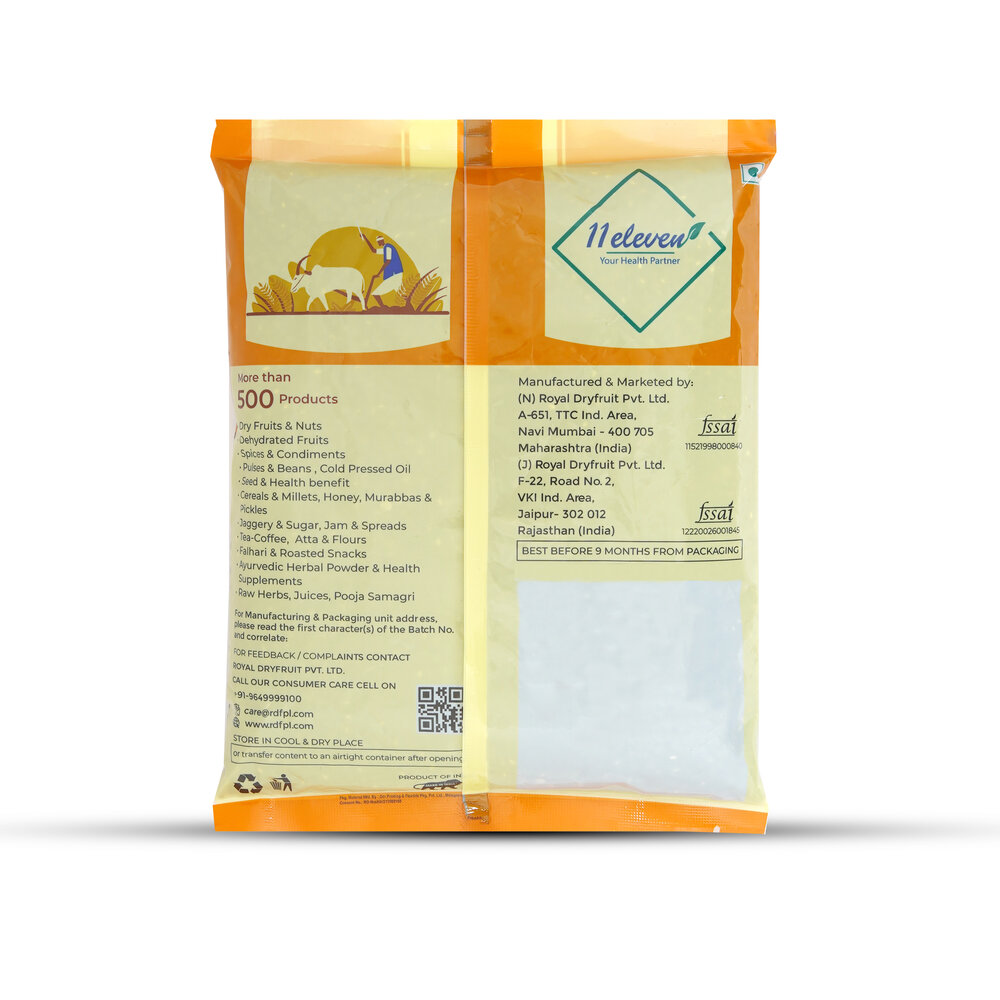 11 eleven
Your Health Partner
More than
500 Products
Dry Fruits & Nuts
Dehydrated Fruits
· Spices & Condiments
· Pulses & Beans , Cold Pressed Oil
· Seed & Health benefit
· Cereals & Millets, Honey, Murabbas &
Pickles
· Jaggery & Sugar, Jam & Spreads
· Tea-Coffee, Atta & Flours
· Falhari & Roasted Snacks
· Ayurvedic Herbal Powder & Health
Supplements
· Raw Herbs, Juices, Pooja Samagri
For Manufacturing & Packaging unit address,
please read the first character(s) of the Batch No.
and correlate:
FOR FEEDBACK / COMPLAINTS CONTACT
ROYAL DRYFRUIT PVT. LTD.
CALL OUR CONSUMER CARE CELL ON
+91-9649999100
care@rdfpl.com
www.rdfpl.com
STORE IN COOL & DRY PLACE
or transfer content to an airtight container after opening
PRODUCT OF IN
Manufactured & Marketed by:
(N) Royal Dryfruit Pvt. Ltd.
A-651, TTC Ind. Area,
Navi Mumbai - 400 705
Maharashtra (India)
fssai
11521998000840
(J) Royal Dryfruit Pvt. Ltd.
F-22, Road No. 2,
VKI Ind. Area,
Jaipur- 302 012
Rajasthan (India)
fssai
12220026001845
BEST BEFORE 9 MONTHS FROM PACKAGING